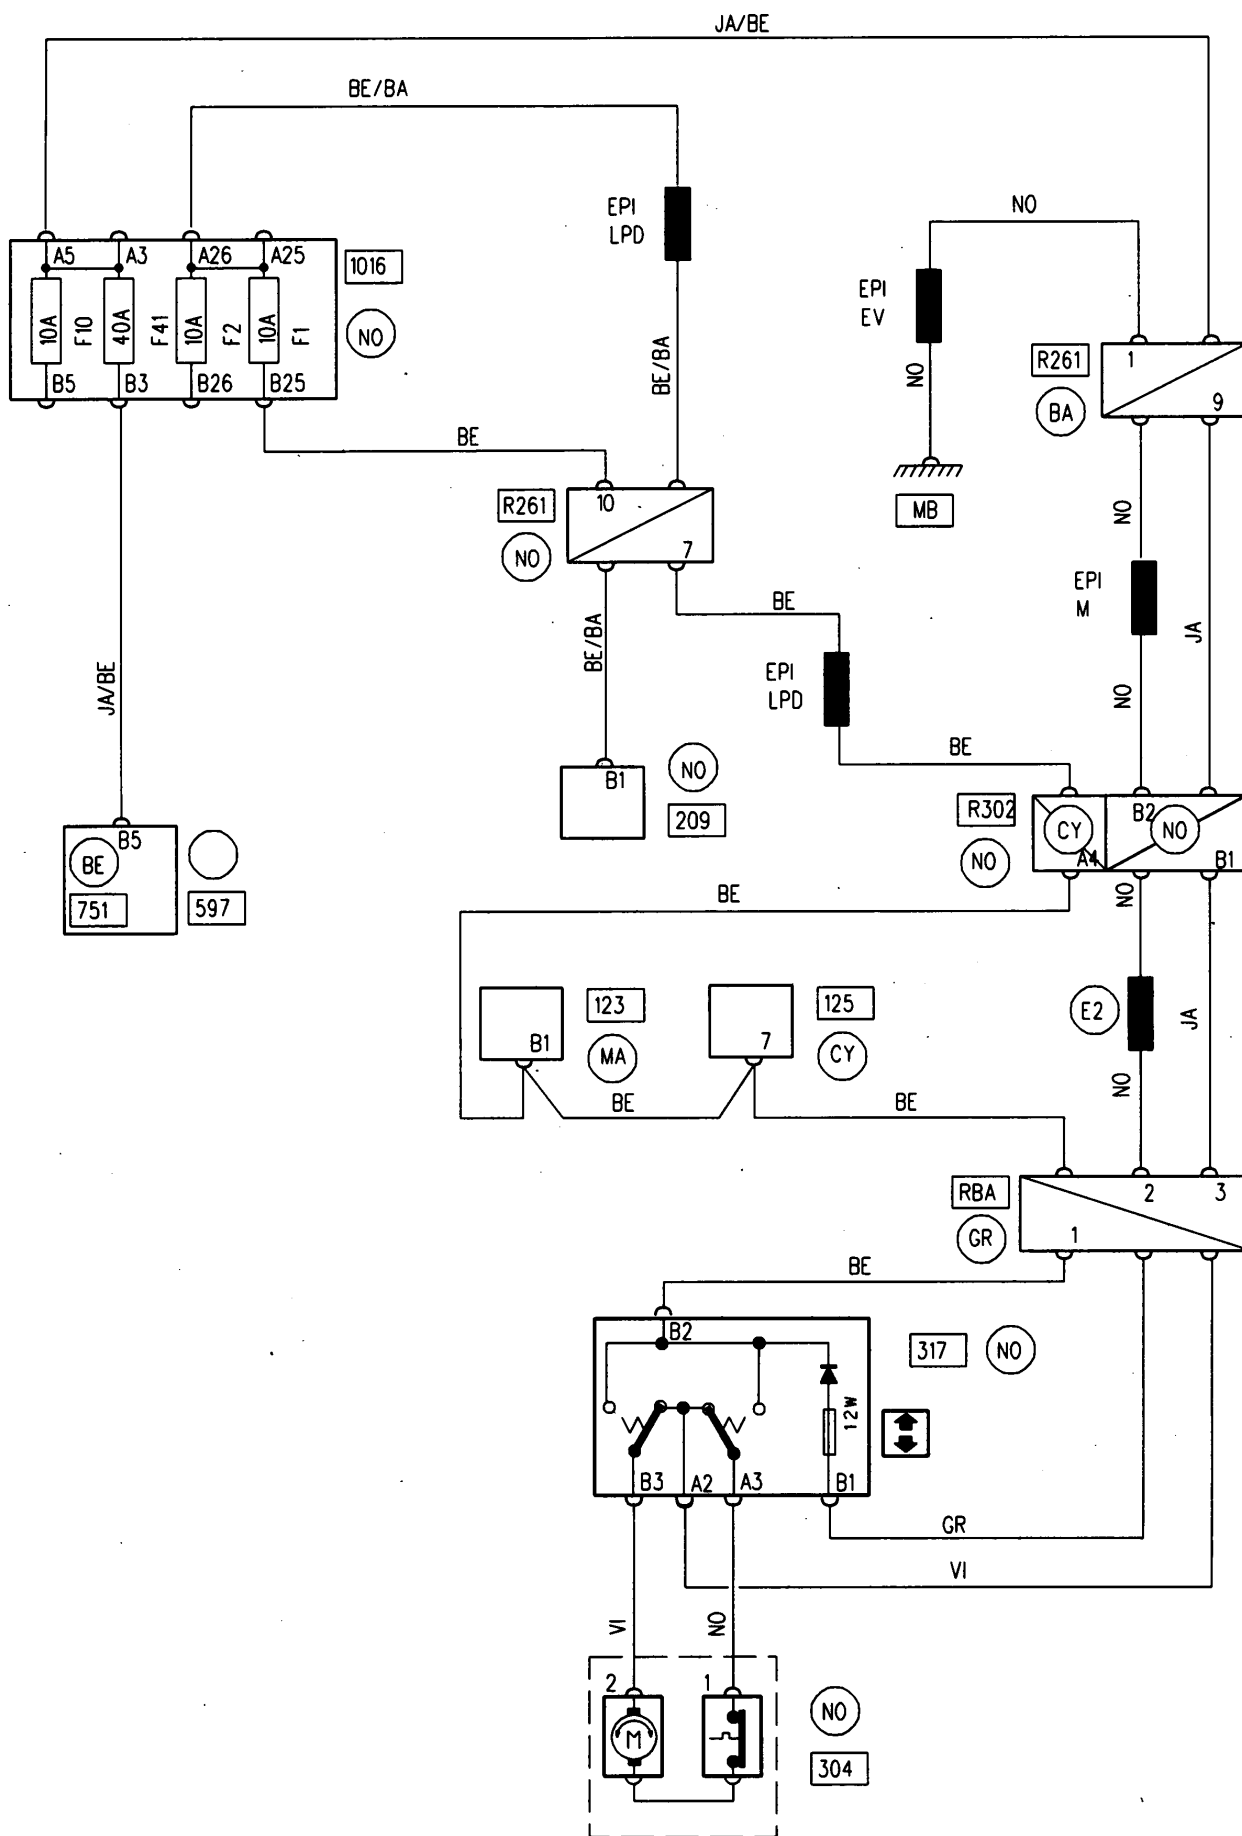 JA/BE
BE/BA
EPI
LPD
NO
A5
A3
A26
A25
1016
10A
F10
40A
F41
10A
F2
10A
F1
NO
B5
B3
B26
B25
EPI
EV
NO
BE/BA
R261
1
9
BA
BE
R261
10
7
NO
MB
NO
EPI
M
JA
NO
BE
BE/BA
EPI
LPD
JA/BE
BE
B1
NO
209
R302
NO
CY
A4
B2
NO
B1
B5
BE
751
597
BE
NO
123
B1
MA
125
7
CY
E2
JA
NO
BE
BE
RBA
GR
1
2
3
BE
B2
317
NO
12W
B3
A2
A3
B1
GR
VI
VI
NO
2
1
M
NO
304